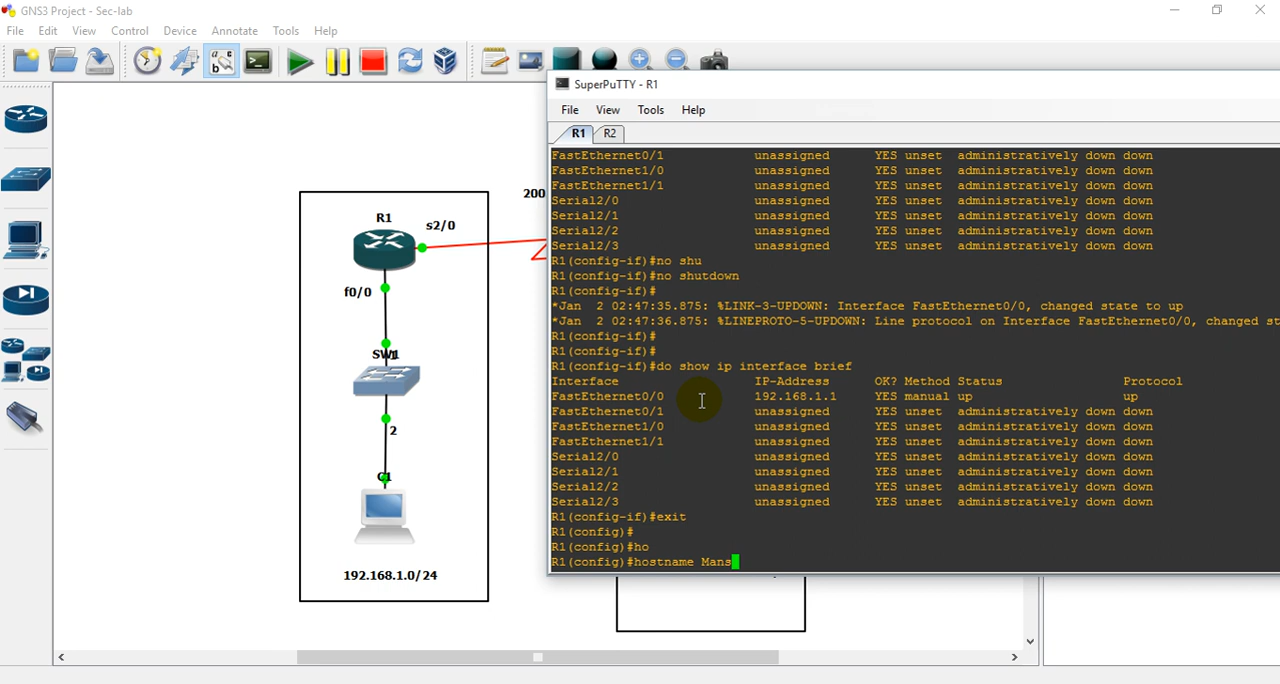 GNS3 Project - Sec-lab
File Edit View Control Device Annotate Tools Help
SuperPuTTY - R1
File View Tools Help
R1 R2
FastEthernet0/1 unassigned YES unset administratively down down
FastEthernet1/0 unassigned YES unset administratively down down
FastEthernet1/1 unassigned YES unset administratively down down
Serial2/0 unassigned YES unset administratively down down
Serial2/1 unassigned YES unset administratively down down
Serial2/2 unassigned YES unset administratively down down
Serial2/3 unassigned YES unset administratively down down
R1(config-if)#no shu
R1(config-if)#no shutdown
R1(config-if)#
*Jan 2 02:47:35.875: %LINK-3-UPDOWN: Interface FastEthernet0/0, changed state to up
*Jan 2 02:47:36.875: %LINEPROTO-5-UPDOWN: Line protocol on Interface FastEthernet0/0, changed st
R1(config-if)#
R1(config-if)#
R1(config-if)#do show ip interface brief
Interface IP-Address OK? Method Status Protocol
FastEthernet0/0 192.168.1.1 YES manual up up
FastEthernet0/1 unassigned YES unset administratively down down
FastEthernet1/0 unassigned YES unset administratively down down
FastEthernet1/1 unassigned YES unset administratively down down
Serial2/0 unassigned YES unset administratively down down
Serial2/1 unassigned YES unset administratively down down
Serial2/2 unassigned YES unset administratively down down
Serial2/3 unassigned YES unset administratively down down
R1(config-if)#exit
R1(config)#
R1(config)#ho
R1(config)#hostname Mans
200
R1
s2/0
f0/0
SW1
1
2
C1
192.168.1.0/24